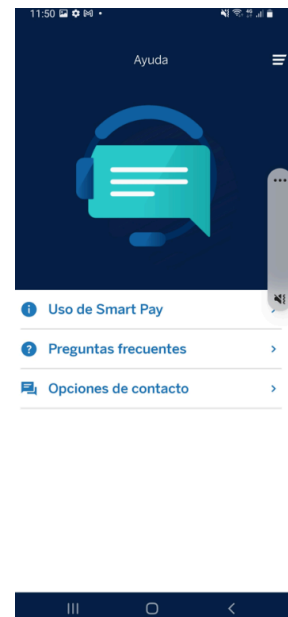 11:50
Ayuda
Uso de Smart Pay
Preguntas frecuentes
Opciones de contacto